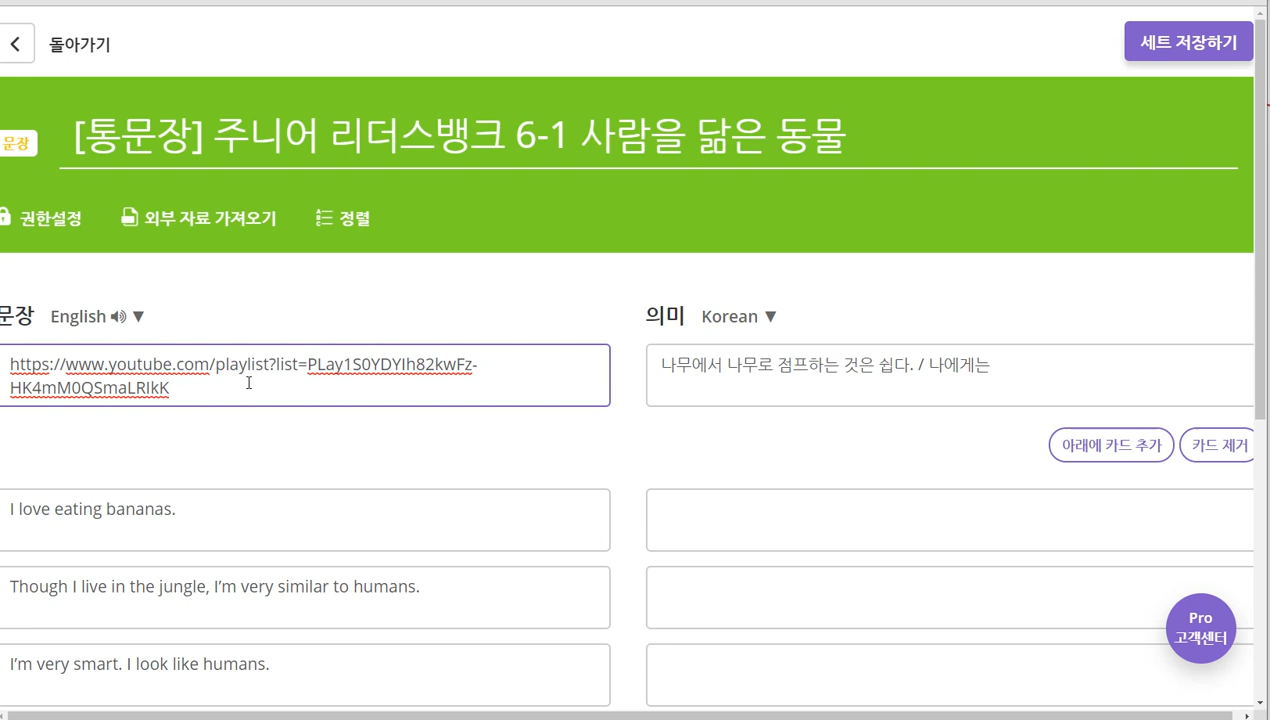 돌아가기
세트 저장하기
문장
[통문장] 주니어 리더스뱅크 6-1 사람을 닮은 동물
권한설정
외부 자료 가져오기
정렬
문장 English ▼
의미 Korean ▼
https://www.youtube.com/playlist?list=PLay1S0YDYIh82kwFz-
HK4mM0QSmaLRIkK
나무에서 나무로 점프하는 것은 쉽다. / 나에게는
아래에 카드 추가
카드 제거
I love eating bananas.
Though I live in the jungle, I’m very similar to humans.
Pro
고객센터
I’m very smart. I look like humans.